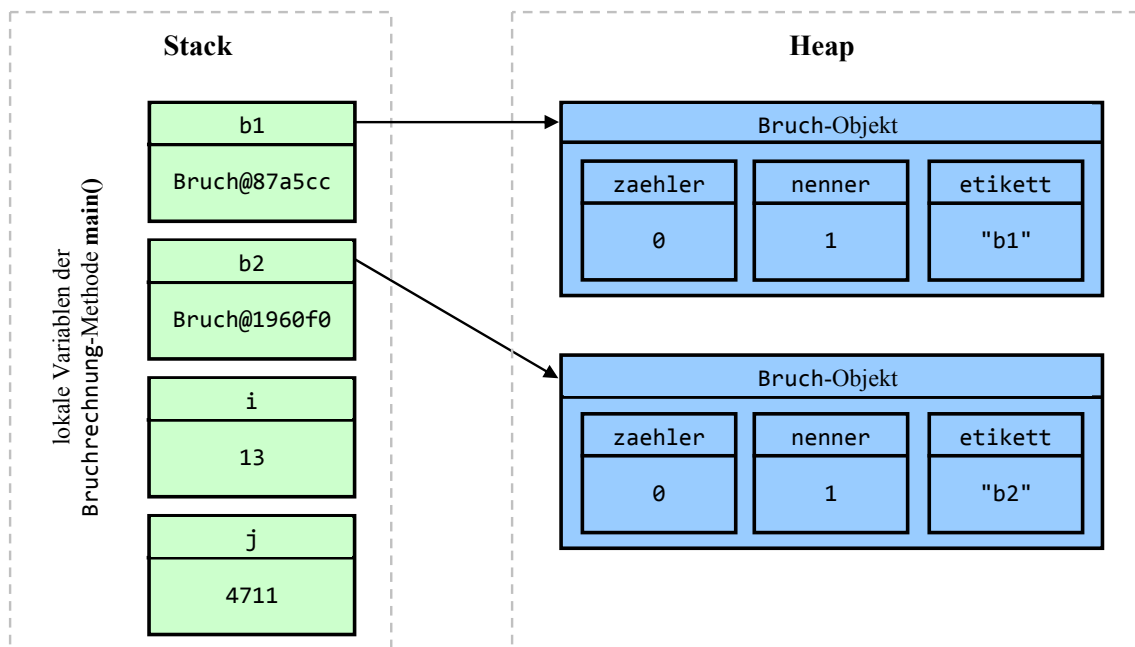 Stack
Heap
lokale Variablen der
Bruchrechnung-Methode main()
b1
Bruch@87a5cc
b2
Bruch@1960f0
i
13
j
4711
Bruch-Objekt
zaehler nenner etikett
0 1 "b1"
Bruch-Objekt
zaehler nenner etikett
0 1 "b2"